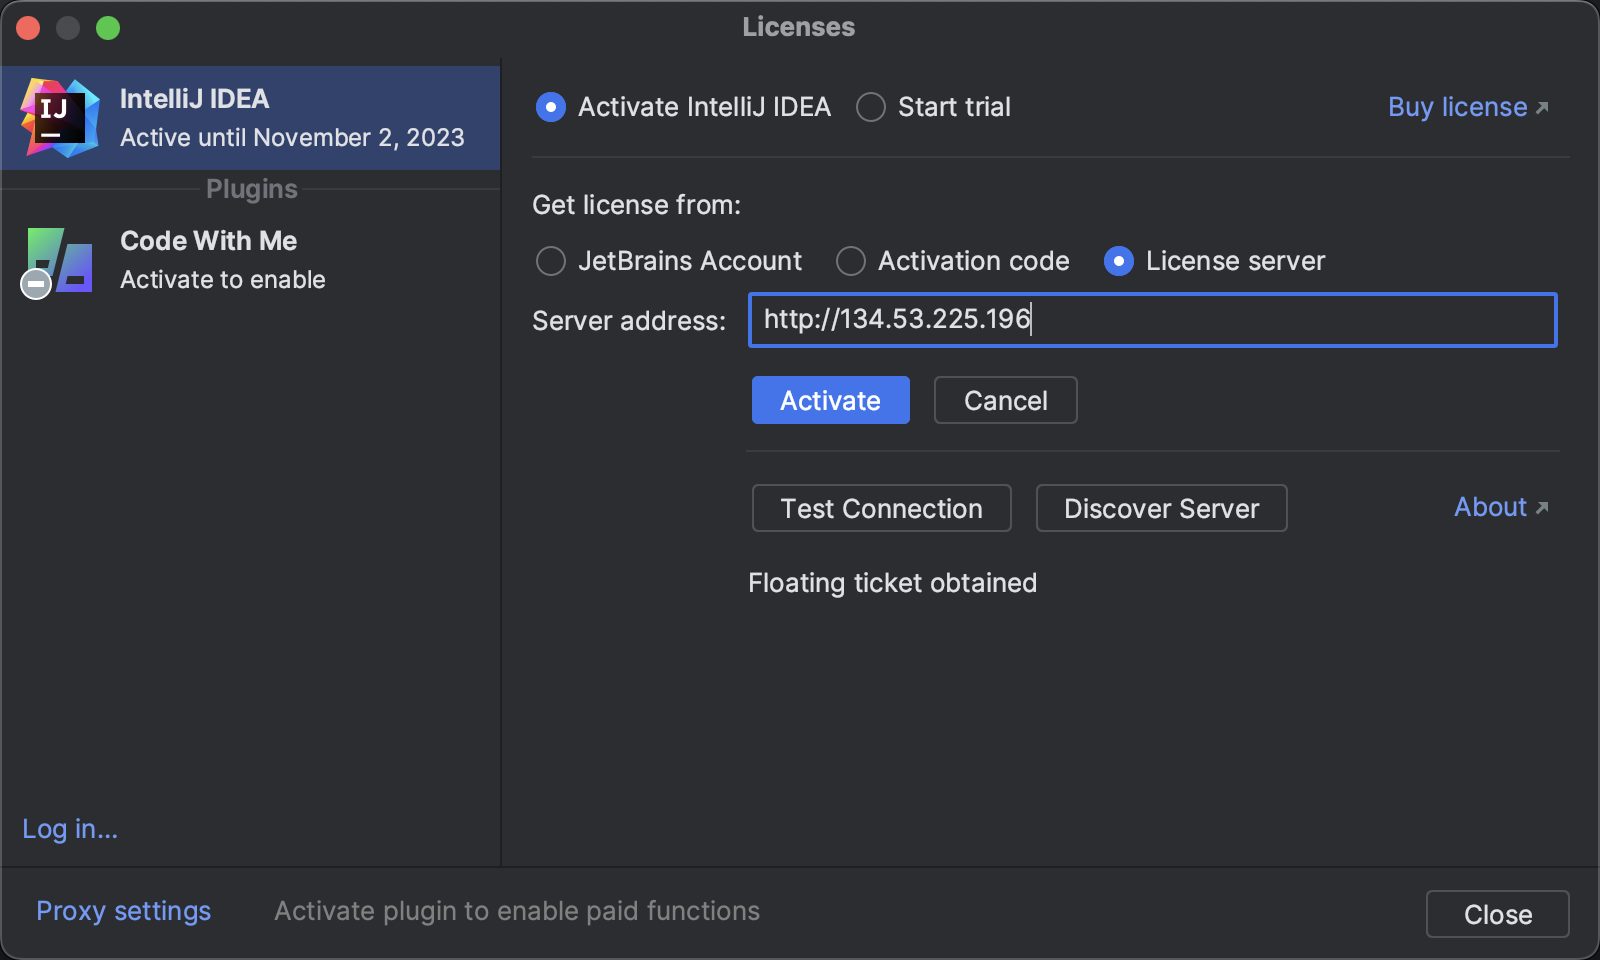 Licenses
IJ
IntelliJ IDEA
Active until November 2, 2023
Plugins
Code With Me
Activate to enable
Log in...
Activate IntelliJ IDEA Start trial Buy license
Get license from:
JetBrains Account Activation code License server
Server address: http://134.53.225.196
Activate Cancel
Test Connection Discover Server About
Floating ticket obtained
Proxy settings Activate plugin to enable paid functions Close